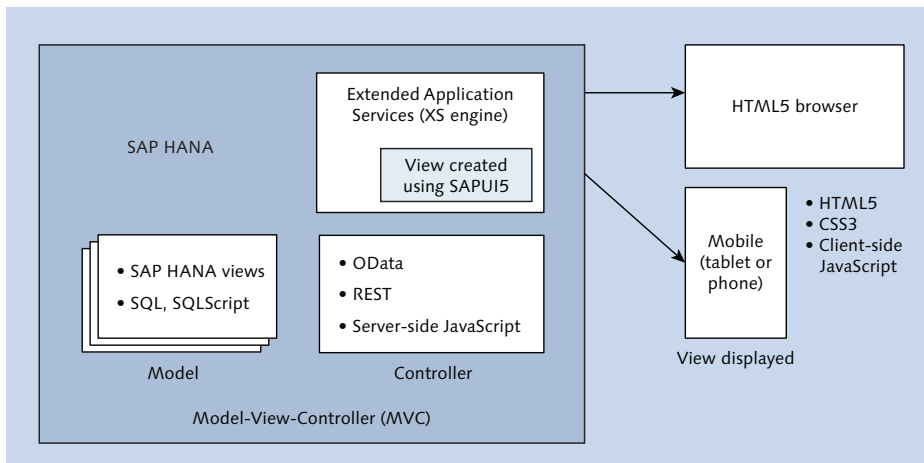 SAP HANA
Extended Application
Services (XS engine)
View created
using SAPUI5
• SAP HANA views
• SQL, SQLScript
Model
• OData
• REST
• Server-side JavaScript
Controller
Model-View-Controller (MVC)
HTML5 browser
Mobile
(tablet or
phone)
• HTML5
• CSS3
• Client-side
JavaScript
View displayed